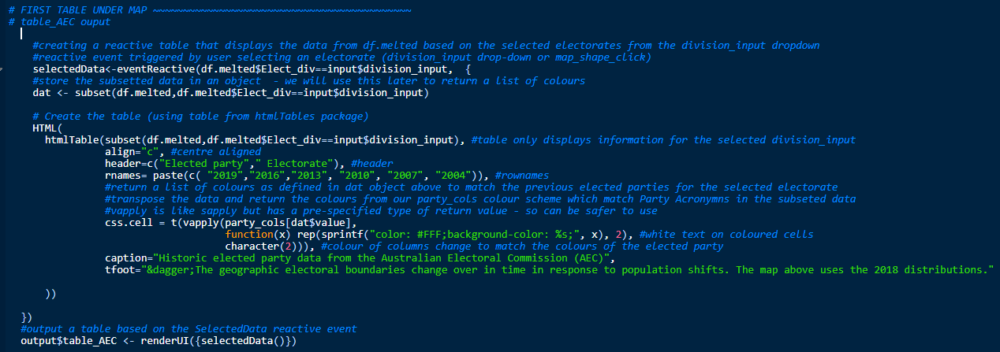 # FIRST TABLE UNDER MAP ~~~~~~~~~~~~~~~~~~~~~~~~~~~~~~~~~~~~~~~~~~~
# table_AEC ouput
#creating a reactive table that displays the data from df.melted based on the selected electorates from the division_input dropdown
#reactive event triggered by user selecting an electorate (division_input drop-down or map_shape_click)
selectedData<-eventReactive(df.melted$Elect_div==input$division_input,  {
#store the subsetted data in an object  - we will use this later to return a list of colours
dat <- subset(df.melted,df.melted$Elect_div==input$division_input)
# Create the table (using table from htmlTables package)
HTML(
htmlTable(subset(df.melted,df.melted$Elect_div==input$division_input), #table only displays information for the selected division_input
align="c", #centre aligned
header=c("Elected party"," Electorate"), #header
rnames= paste(c( "2019","2016","2013", "2010", "2007", "2004")), #rownames
#return a list of colours as defined in dat object above to match the previous elected parties for the selected electorate
#transpose the data and return the colours from our party_cols colour scheme which match Party Acronymns in the subseted data
#vapply is like sapply but has a pre-specified type of return value - so can be safer to use
css.cell = t(vapply(party_cols[dat$value],
function(x) rep(sprintf("color: #FFF;background-color: %s;", x), 2), #white text on coloured cells
character(2))), #colour of columns change to match the colours of the elected party
caption="Historic elected party data from the Australian Electoral Commission (AEC)",
tfoot="&dagger;The geographic electoral boundaries change over in time in response to population shifts. The map above uses the 2018 distributions."
))
})
#output a table based on the SelectedData reactive event
output$table_AEC <- renderUI({selectedData()})